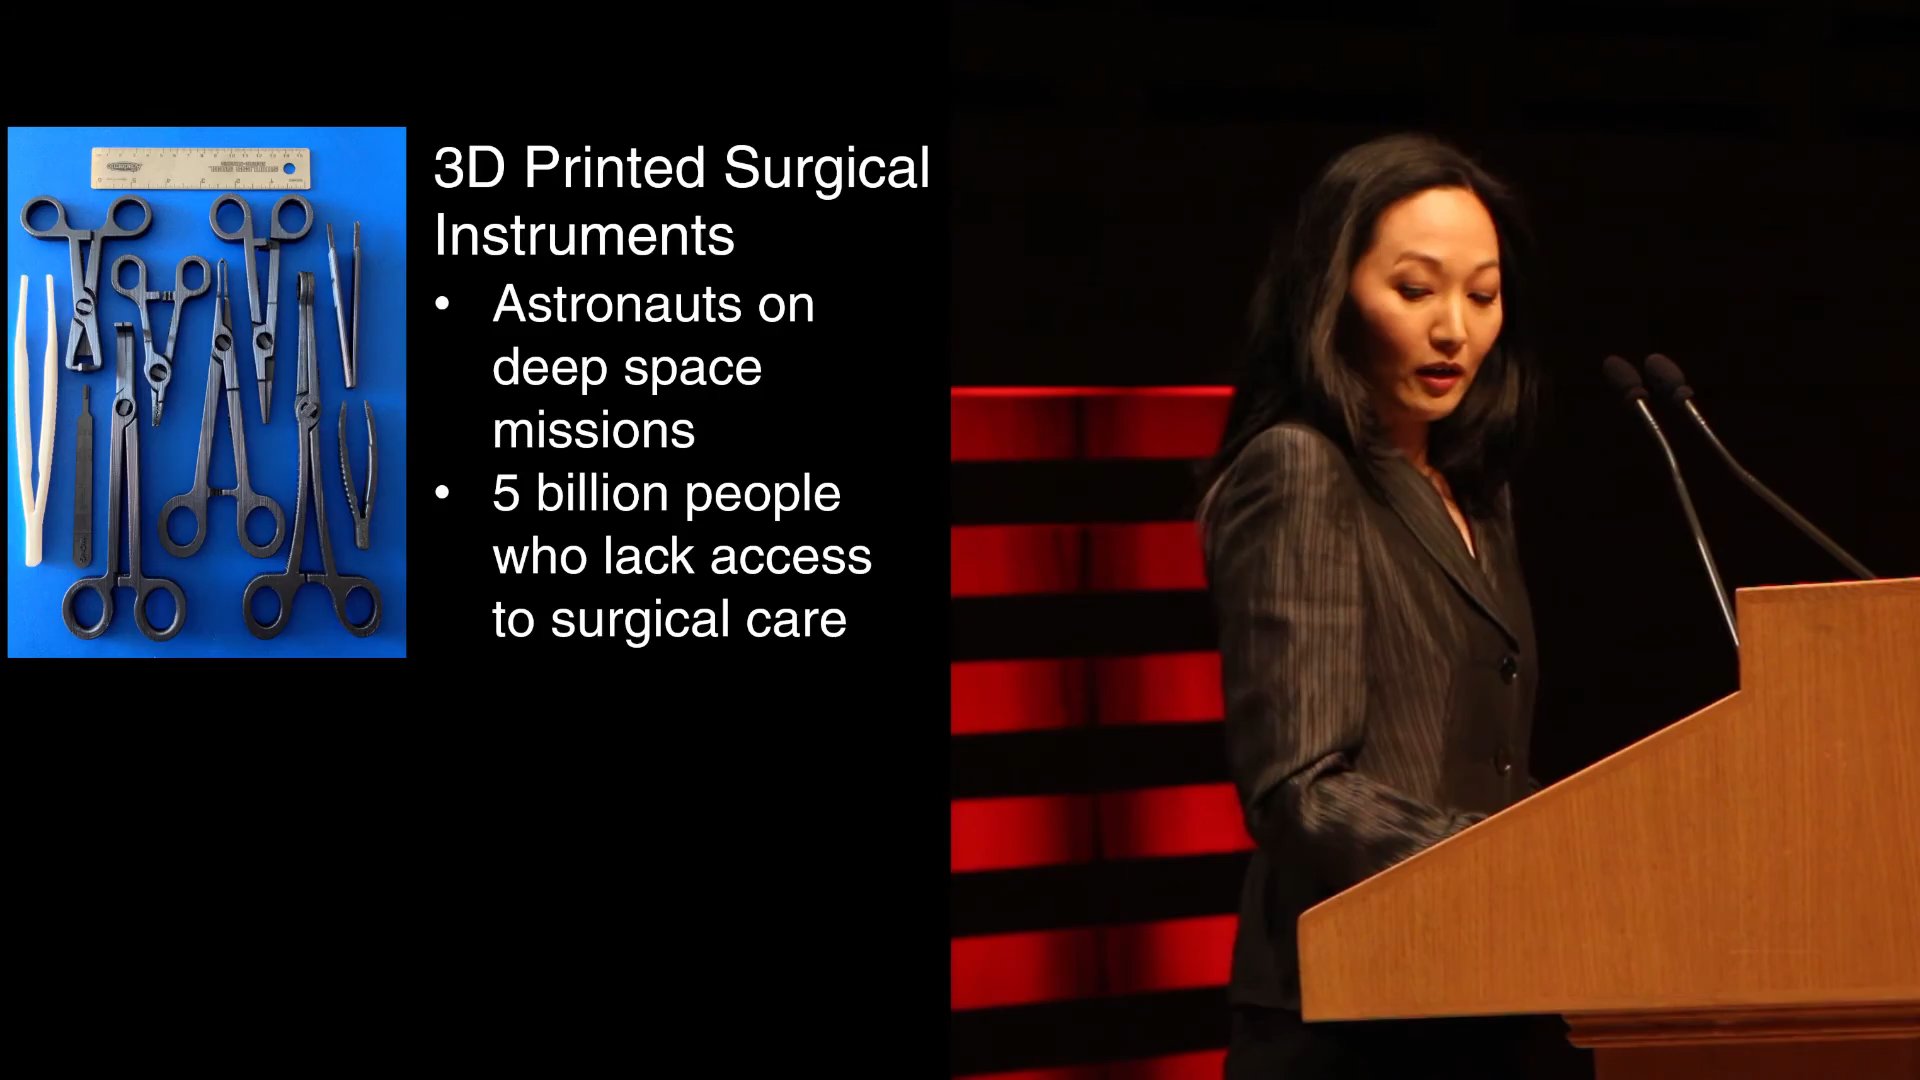 3D Printed Surgical
Instruments
• Astronauts on
deep space
missions
• 5 billion people
who lack access
to surgical care